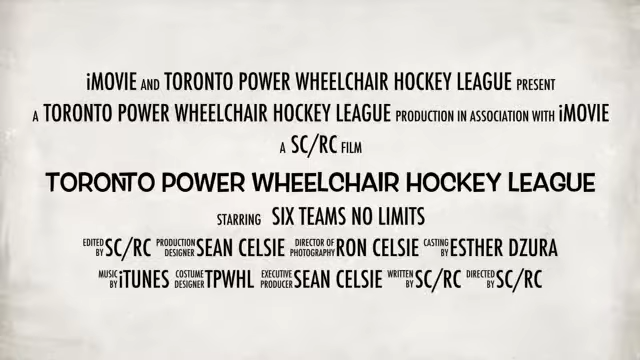 iMOVIE AND TORONTO POWER WHEELCHAIR HOCKEY LEAGUE PRESENT
A TORONTO POWER WHEELCHAIR HOCKEY LEAGUE PRODUCTION IN ASSOCIATION WITH iMOVIE
A SC/RC FILM
TORONTO POWER WHEELCHAIR HOCKEY LEAGUE
STARRING SIX TEAMS NO LIMITS
EDITED BY SC/RC PRODUCTION DESIGNER SEAN CELSIE DIRECTOR OF PHOTOGRAPHY RON CELSIE CASTING BY ESTHER DZURA
MUSIC BY iTUNES COSTUME DESIGNER TPWHL EXECUTIVE PRODUCER SEAN CELSIE WRITTEN BY SC/RC DIRECTED BY SC/RC